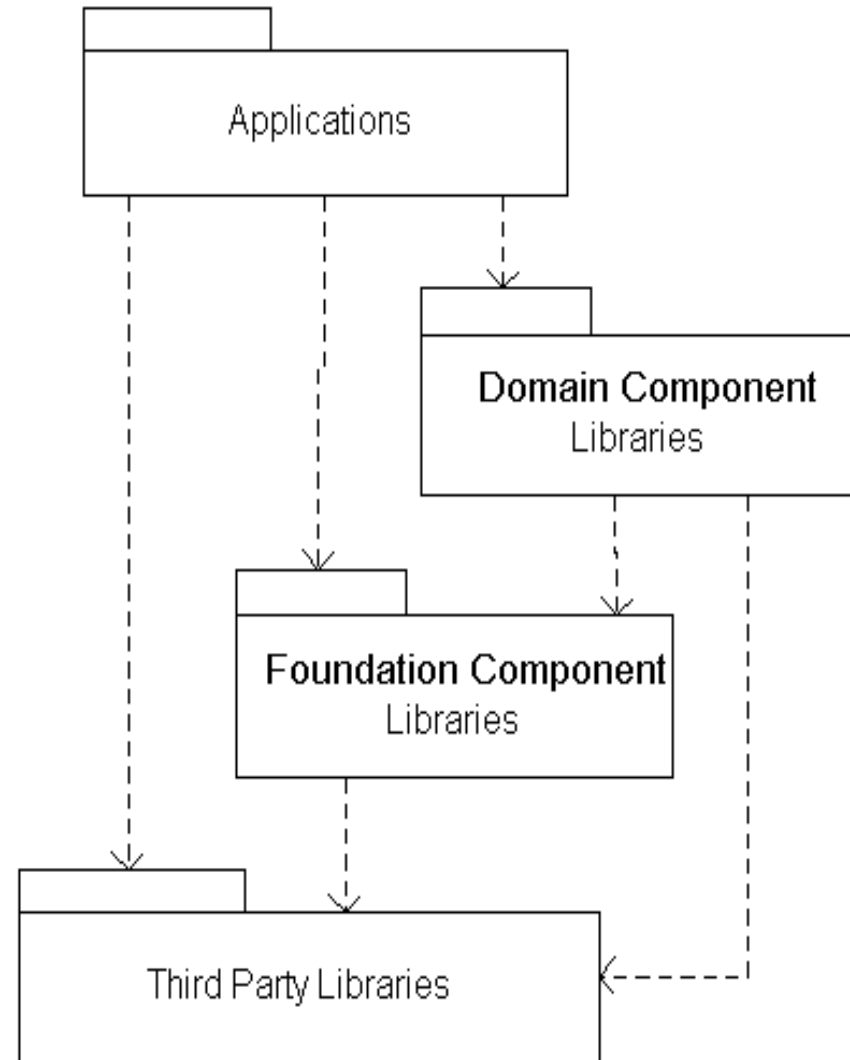 Applications
Domain Component
Libraries
Foundation Component
Libraries
Third Party Libraries